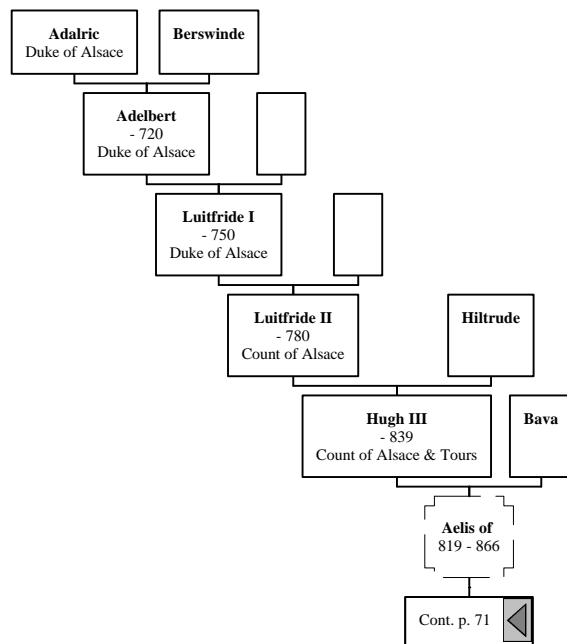 Adalric
Duke of Alsace
Berswinde
Adelbert
- 720
Duke of Alsace
Luitfride I
- 750
Duke of Alsace
Luitfride II
- 780
Count of Alsace
Hiltrude
Hugh III
- 839
Count of Alsace & Tours
Bava
Aelis of
819 - 866
Cont. p. 71